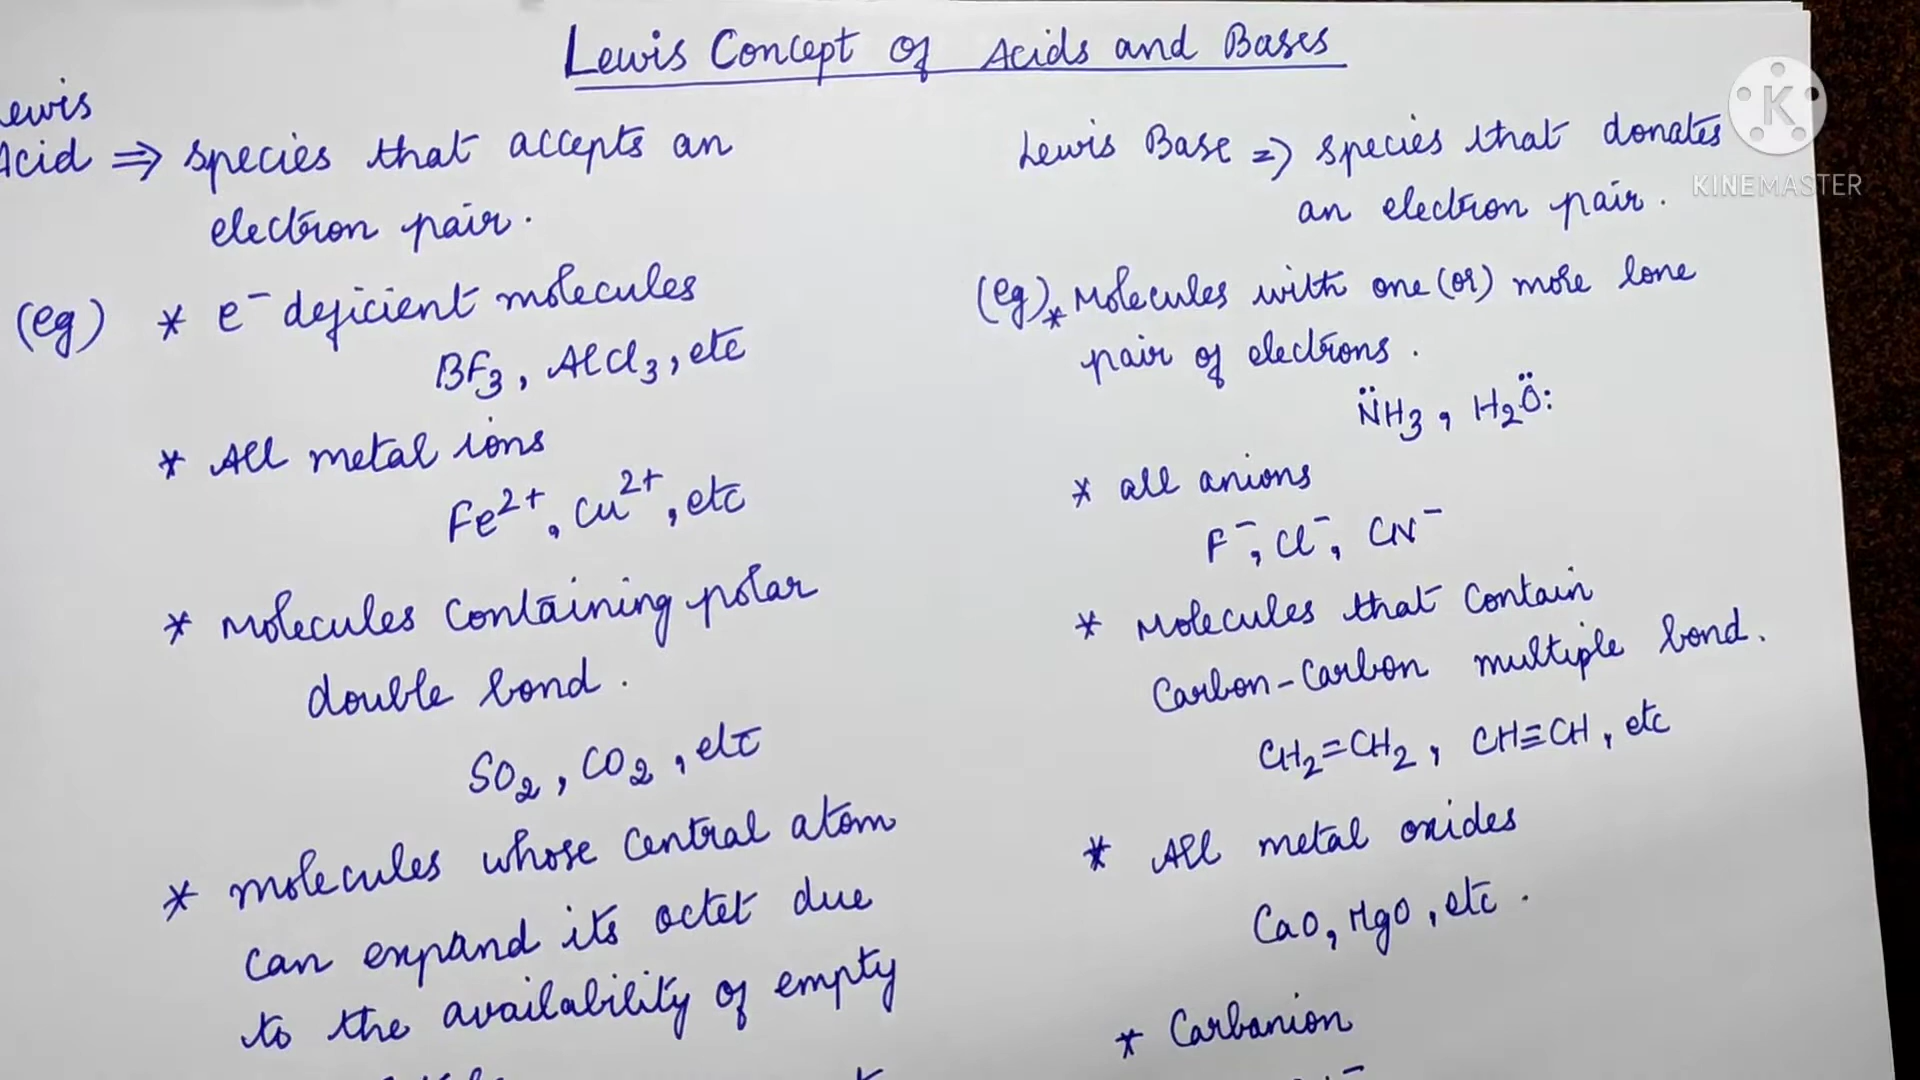 Lewis Concept of Acids and Bases
ewis
Acid ⇒ species that accepts an
electron pair.
(eg) * e⁻ deficient molecules
BF₃, AlCl₃, etc
* All metal ions
Fe²⁺, Cu²⁺, etc
* Molecules containing polar
double bond.
SO₂, CO₂, etc
* molecules whose central atom
can expand its octet due
to the availability of empty
Lewis Base ⇒ species that donates
an electron pair.
(eg) * Molecules with one (or) more lone
pair of electrons.
N̈H₃, H₂Ö:
* all anions
F⁻, Cl⁻, CN⁻
* Molecules that contain
Carbon-Carbon multiple bond.
CH₂=CH₂, CH≡CH, etc
* All metal oxides
CaO, MgO, etc.
* Carbanion
K
KINEMASTER